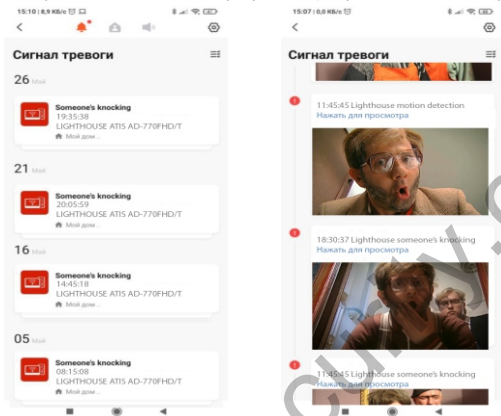 15:10 | 8,9 КБ/с
Сигнал тревоги
26 Май
Someone's knocking
19:35:38
LIGHTHOUSE ATIS AD-770FHD/T
Мой дом...
21 Май
Someone's knocking
20:05:59
LIGHTHOUSE ATIS AD-770FHD/T
Мой дом...
16 Май
Someone's knocking
14:45:18
LIGHTHOUSE ATIS AD-770FHD/T
Мой дом...
05 Май
Someone's knocking
08:15:08
LIGHTHOUSE ATIS AD-770FHD/T
Мой дом...
15:07 | 0,0 КБ/с
Сигнал тревоги
11:45:45 Lighthouse motion detection
Нажать для просмотра
18:30:37 Lighthouse someone's knocking
Нажать для просмотра
11:45:45 Lighthouse someone's knocking
Нажать для просмотра